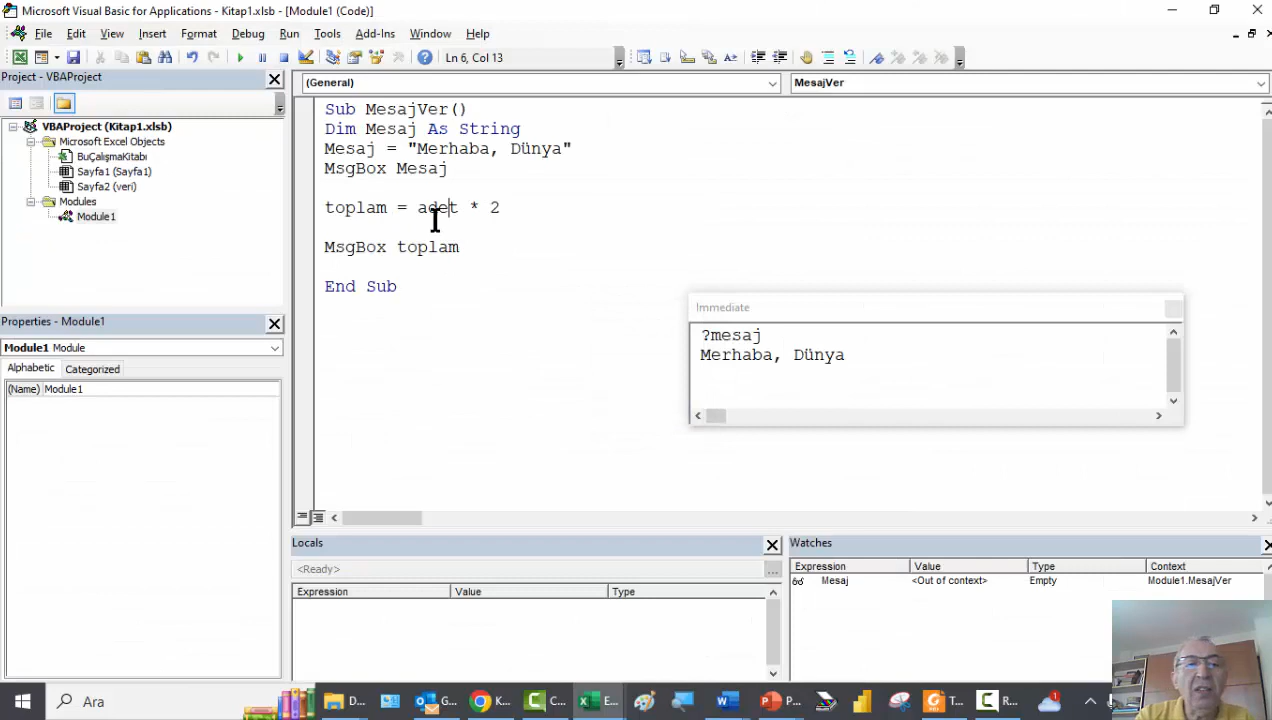 Microsoft Visual Basic for Applications - Kitap1.xlsb - [Module1 (Code)]
File Edit View Insert Format Debug Run Tools Add-Ins Window Help
Ln 6, Col 13
Project - VBAProject
VBAProject (Kitap1.xlsb)
Microsoft Excel Objects
BuÇalışmaKitabı
Sayfa1 (Sayfa1)
Sayfa2 (veri)
Modules
Module1
Properties - Module1
Module1 Module
Alphabetic Categorized
(Name) Module1
(General) MesajVer
Sub MesajVer()
Dim Mesaj As String
Mesaj = "Merhaba, Dünya"
MsgBox Mesaj
toplam = adet * 2
MsgBox toplam
End Sub
Immediate
?mesaj
Merhaba, Dünya
Locals
<Ready>
Expression Value Type
Watches
Expression Value Type Context
Mesaj <Out of context> Empty Module1.MesajVer
Ara
D... G... K... C... E... P... T... R...